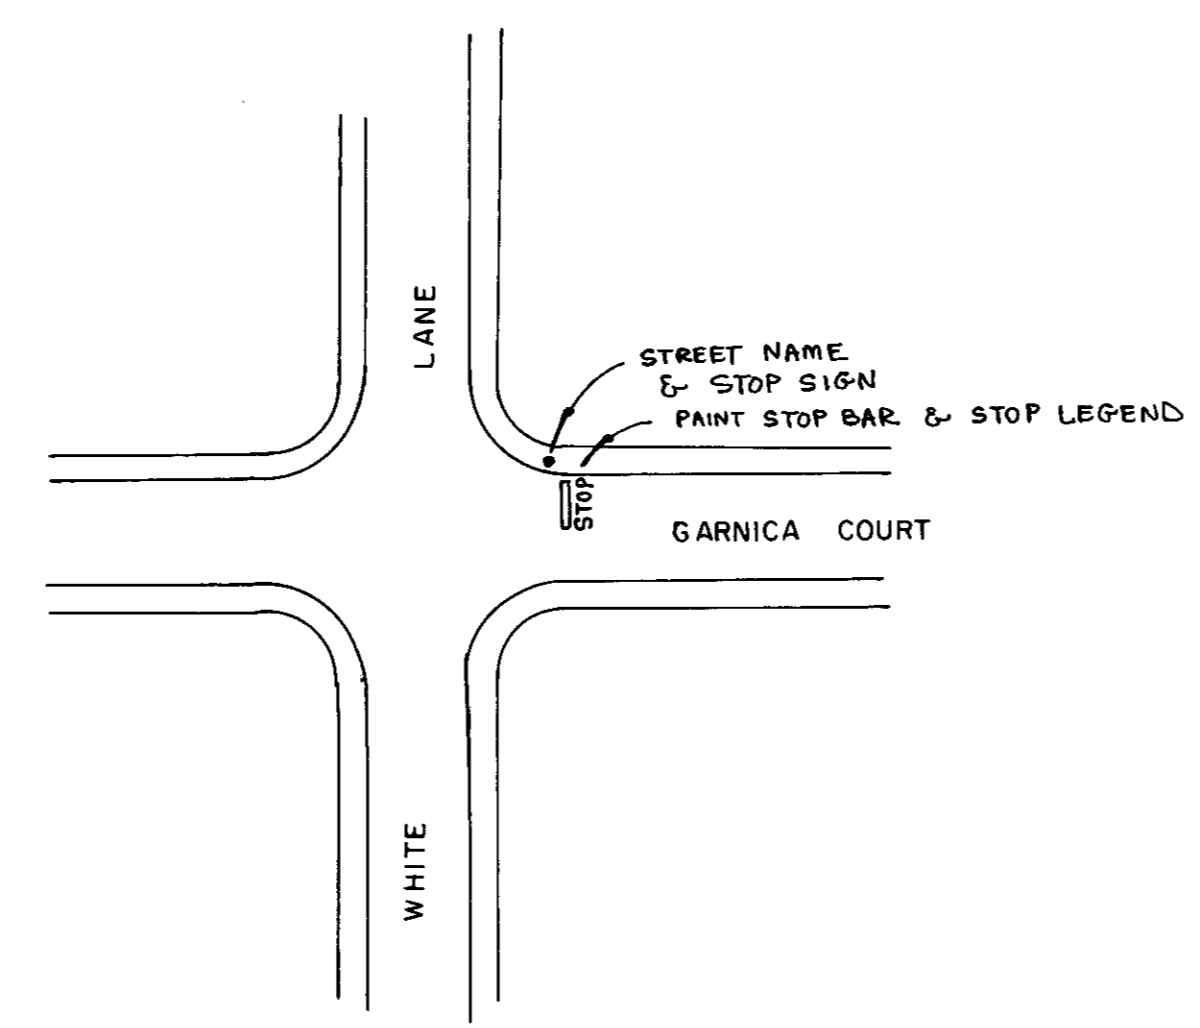 LANE
STREET NAME
& STOP SIGN
PAINT STOP BAR & STOP LEGEND
STOP
GARNICA COURT
WHITE